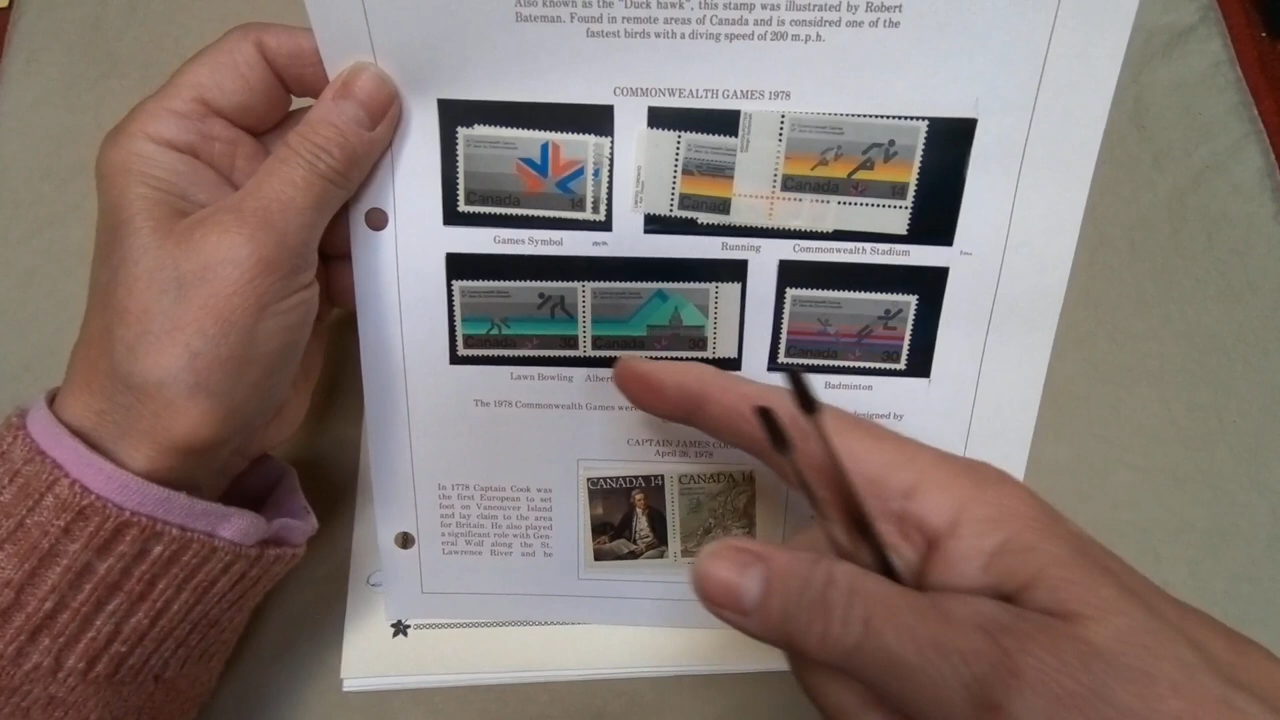 Also known as the "Duck hawk", this stamp was illustrated by Robert
Bateman. Found in remote areas of Canada and is considred one of the
fastest birds with a diving speed of 200 m.p.h.
COMMONWEALTH GAMES 1978
Canada 14
Canada
Canada 14
Games Symbol
Running Commonwealth Stadium
Canada 30
Canada 30
Canada 30
Lawn Bowling
Badminton
The 1978 Commonwealth Games were designed by
CAPTAIN JAMES
April 26, 1978
In 1778 Captain Cook was
the first European to set
foot on Vancouver Island
and lay claim to the area
for Britain. He also played
a significant role with Gen-
eral Wolf along the St.
Lawrence River and he
CANADA 14
CANADA 14